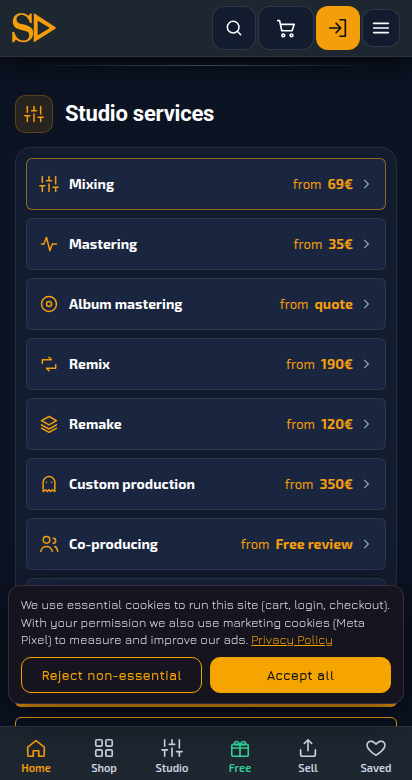 SD
Studio services
Mixing from 69€
Mastering from 35€
Album mastering from quote
Remix from 190€
Remake from 120€
Custom production from 350€
Co-producing from Free review
We use essential cookies to run this site (cart, login, checkout).
With your permission we also use marketing cookies (Meta
Pixel) to measure and improve our ads. Privacy Policy
Reject non-essential Accept all
Home Shop Studio Free Sell Saved